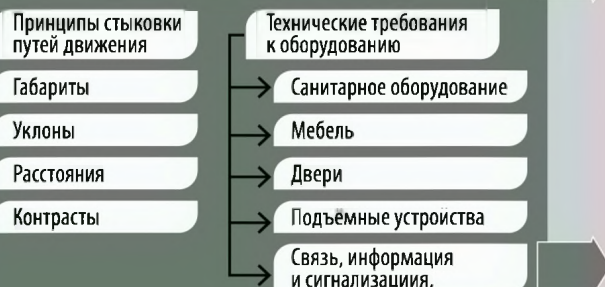 Принципы стыковки
путей движения
Габариты
Уклоны
Расстояния
Контрасты
Технические требования
к оборудованию
Санитарное оборудование
Мебель
Двери
Подъёмные устройства
Связь, информация
и сигнализациия,